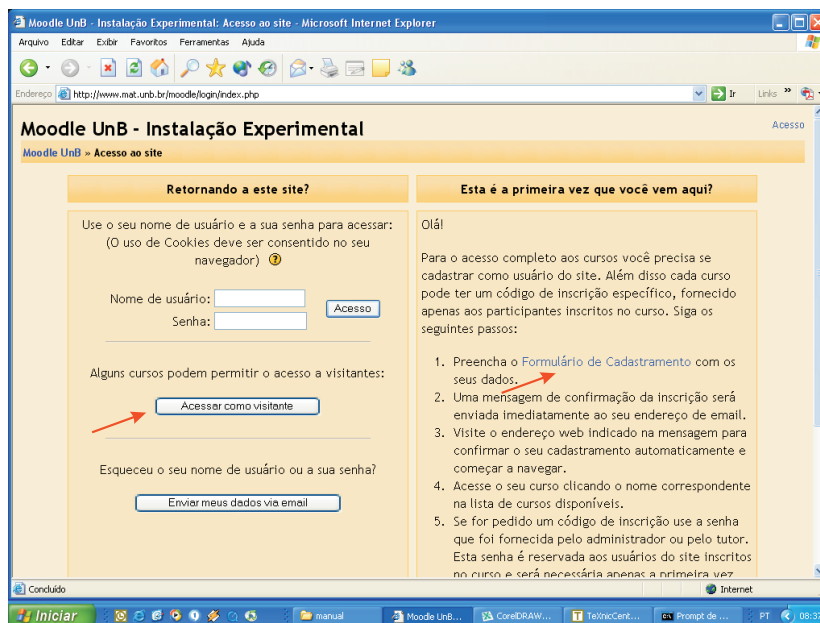 Moodle UnB - Instalação Experimental: Acesso ao site - Microsoft Internet Explorer
Arquivo Editar Exibir Favoritos Ferramentas Ajuda
Endereço http://www.mat.unb.br/moodle/login/index.php Ir Links »
Moodle UnB - Instalação Experimental
Acesso
Moodle UnB » Acesso ao site
Retornando a este site?
Use o seu nome de usuário e a sua senha para acessar:
(O uso de Cookies deve ser consentido no seu
navegador) ?
Nome de usuário:
Senha:
Acesso
Alguns cursos podem permitir o acesso a visitantes:
Acessar como visitante
Esqueceu o seu nome de usuário ou a sua senha?
Enviar meus dados via email
Esta é a primeira vez que você vem aqui?
Olá!
Para o acesso completo aos cursos você precisa se
cadastrar como usuário do site. Além disso cada curso
pode ter um código de inscrição específico, fornecido
apenas aos participantes inscritos no curso. Siga os
seguintes passos:
1. Preencha o Formulário de Cadastramento com os
seus dados.
2. Uma mensagem de confirmação da inscrição será
enviada imediatamente ao seu endereço de email.
3. Visite o endereço web indicado na mensagem para
confirmar o seu cadastramento automaticamente e
começar a navegar.
4. Acesse o seu curso clicando o nome correspondente
na lista de cursos disponíveis.
5. Se for pedido um código de inscrição use a senha
que foi fornecida pelo administrador ou pelo tutor.
Esta senha é reservada aos usuários do site inscritos
no curso e será necessária apenas a primeira vez
Concluído
Internet
Iniciar manual Moodle UnB... CorelDRAW... TeXnicCent... Prompt de ... PT 08:37